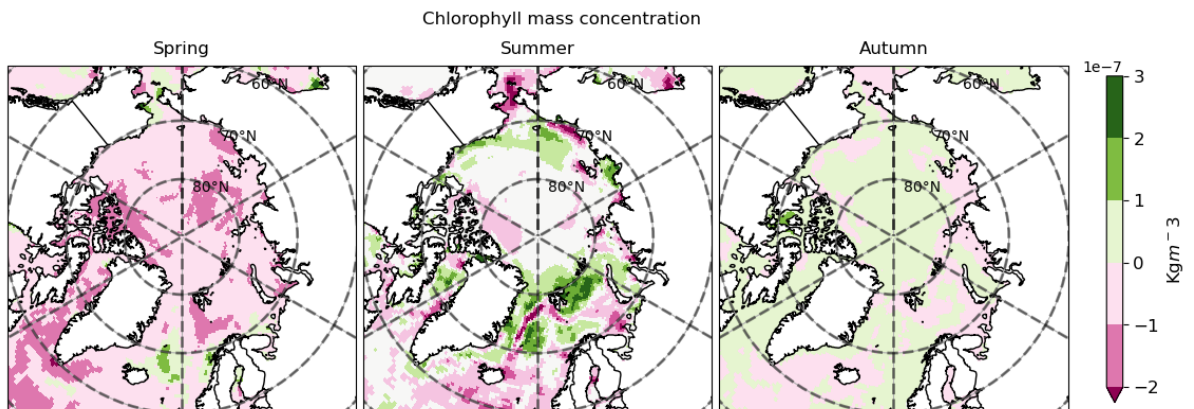 Chlorophyll mass concentration
Spring
Summer
Autumn
60°N
70°N
80°N
60°N
70°N
80°N
60°N
70°N
80°N
1e−7
3
2
1
0
−1
−2
Kgm − 3